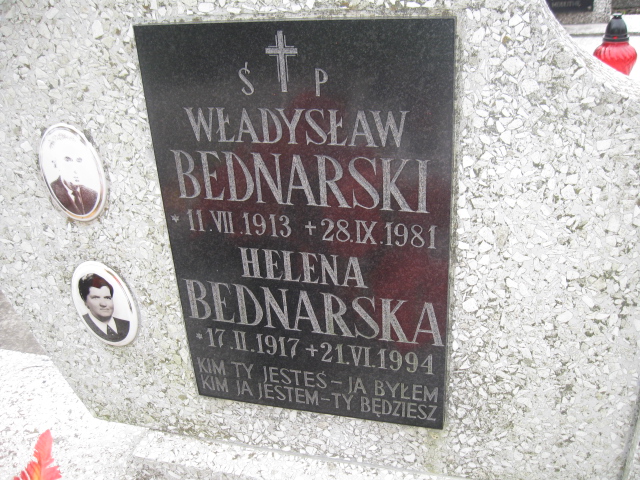 Ś P
WŁADYSŁAW
BEDNARSKI
* 11.VII.1913 + 28.IX.1981
HELENA
BEDNARSKA
* 17.II.1917 + 21.VI.1994
KIM TY JESTEŚ - JA BYŁEM
KIM JA JESTEM - TY BĘDZIESZ